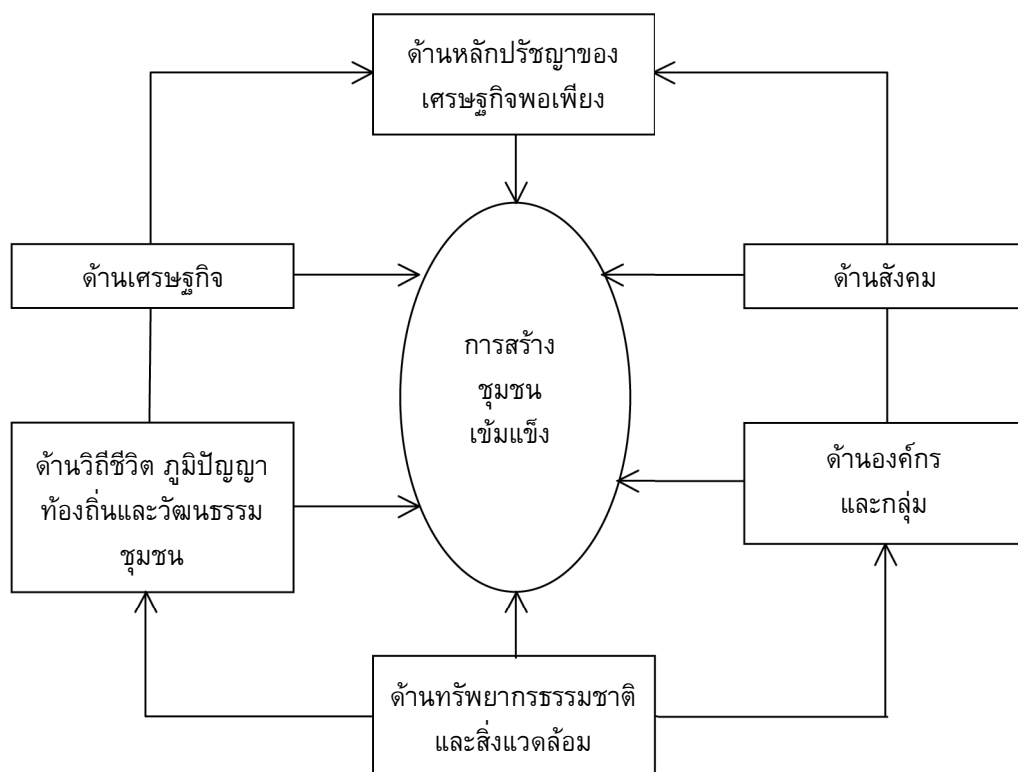 ด้านหลักปรัชญาของ
เศรษฐกิจพอเพียง
ด้านเศรษฐกิจ
ด้านสังคม
การสร้าง
ชุมชน
เข้มแข็ง
ด้านวิถีชีวิต ภูมิปัญญา
ท้องถิ่นและวัฒนธรรม
ชุมชน
ด้านองค์กร
และกลุ่ม
ด้านทรัพยากรธรรมชาติ
และสิ่งแวดล้อม